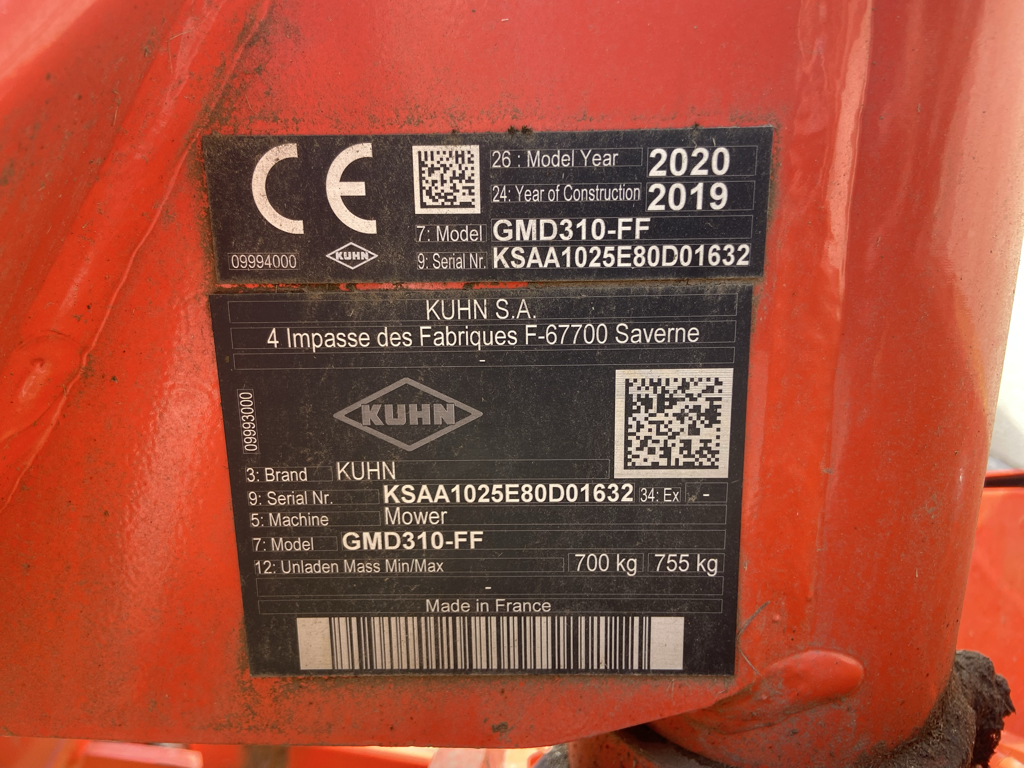 CE
26 : Model Year 2020
24: Year of Construction 2019
7: Model GMD310-FF
9: Serial Nr. KSAA1025E80D01632
09994000
KUHN
KUHN S.A.
4 Impasse des Fabriques F-67700 Saverne
-
09993000
KUHN
3: Brand KUHN
9: Serial Nr. KSAA1025E80D01632 34: Ex -
5: Machine Mower
7: Model GMD310-FF
12: Unladen Mass Min/Max 700 kg 755 kg
-
Made in France